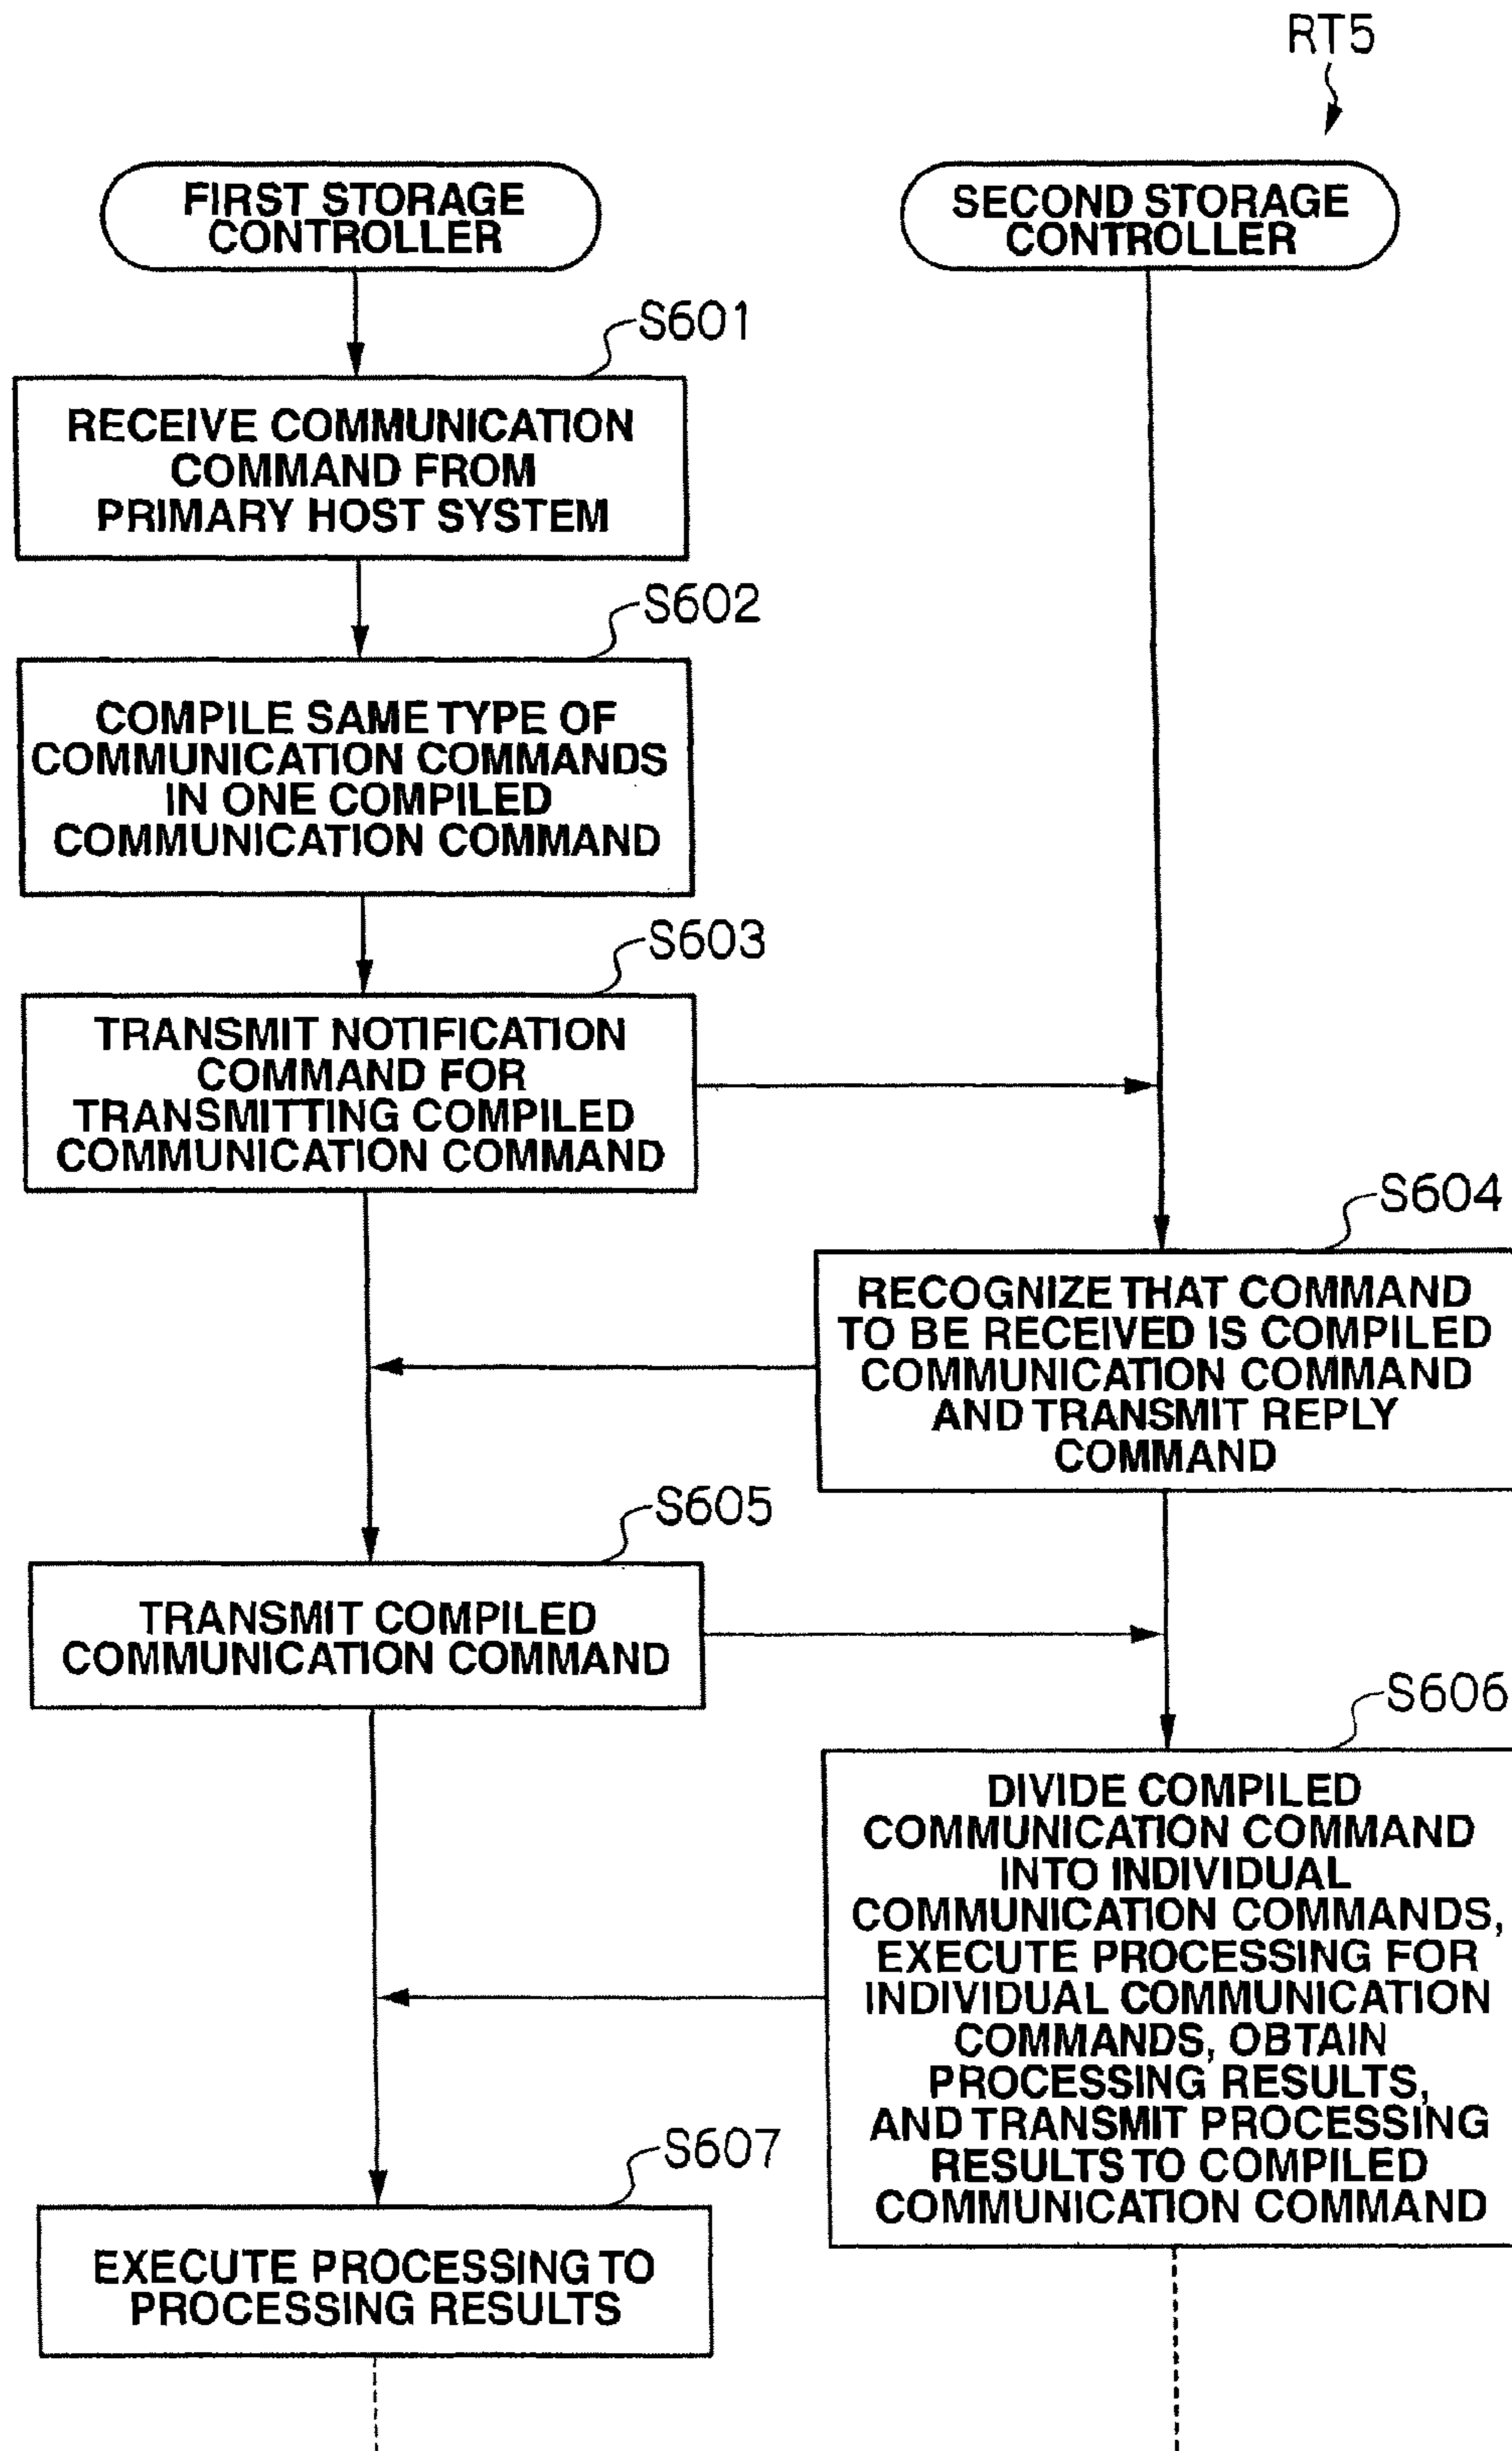 RT5
FIRST STORAGE
CONTROLLER
SECOND STORAGE
CONTROLLER
S601
RECEIVE COMMUNICATION
COMMAND FROM
PRIMARY HOST SYSTEM
S602
COMPILE SAME TYPE OF
COMMUNICATION COMMANDS
IN ONE COMPILED
COMMUNICATION COMMAND
S603
TRANSMIT NOTIFICATION
COMMAND FOR
TRANSMITTING COMPILED
COMMUNICATION COMMAND
S604
RECOGNIZE THAT COMMAND
TO BE RECEIVED IS COMPILED
COMMUNICATION COMMAND
AND TRANSMIT REPLY
COMMAND
S605
TRANSMIT COMPILED
COMMUNICATION COMMAND
S606
DIVIDE COMPILED
COMMUNICATION COMMAND
INTO INDIVIDUAL
COMMUNICATION COMMANDS,
EXECUTE PROCESSING FOR
INDIVIDUAL COMMUNICATION
COMMANDS, OBTAIN
PROCESSING RESULTS,
AND TRANSMIT PROCESSING
RESULTS TO COMPILED
COMMUNICATION COMMAND
S607
EXECUTE PROCESSING TO
PROCESSING RESULTS